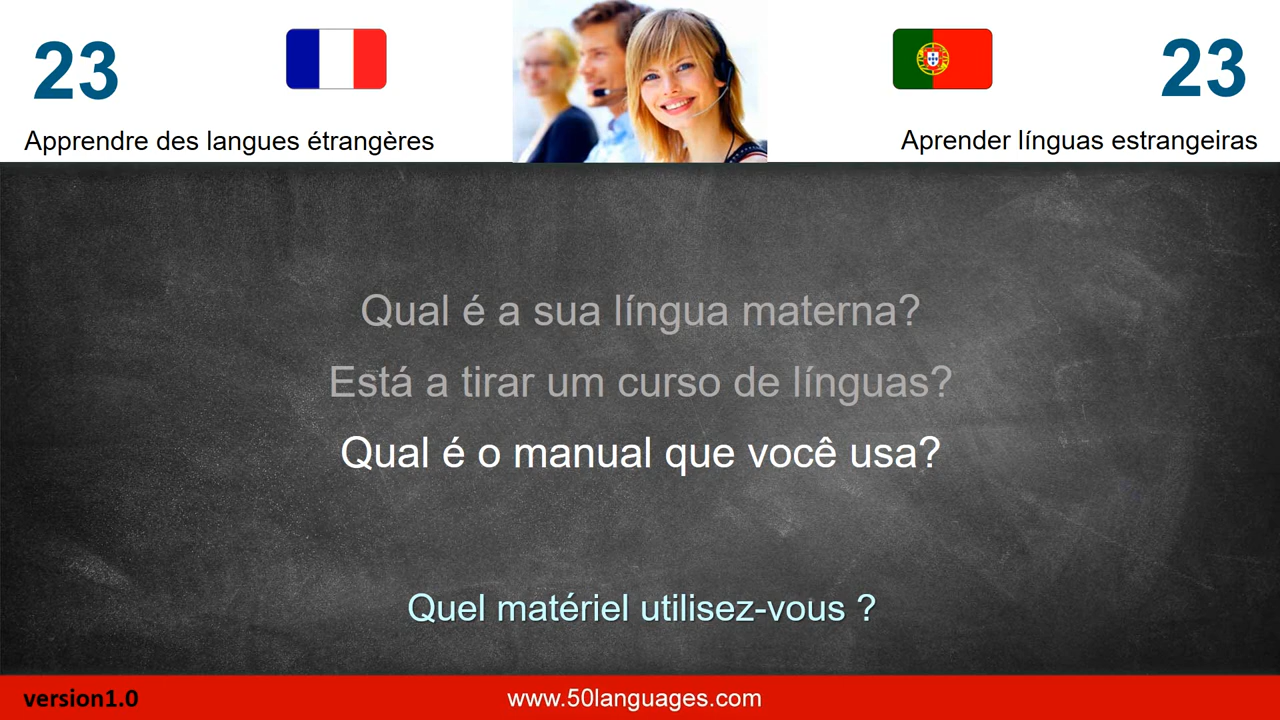 23
23
Apprendre des langues étrangères
Aprender línguas estrangeiras
Qual é a sua língua materna?
Está a tirar um curso de línguas?
Qual é o manual que você usa?
Quel matériel utilisez-vous ?
version1.0
www.50languages.com